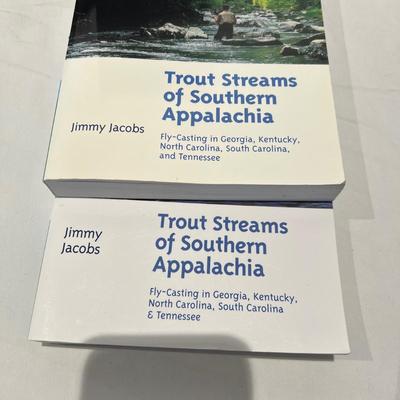 Trout Streams
of Southern
Appalachia
Jimmy Jacobs
Fly-Casting in Georgia, Kentucky,
North Carolina, South Carolina,
and Tennessee
Jimmy
Jacobs
Trout Streams
of Southern
Appalachia
Fly-Casting in Georgia, Kentucky,
North Carolina, South Carolina
& Tennessee